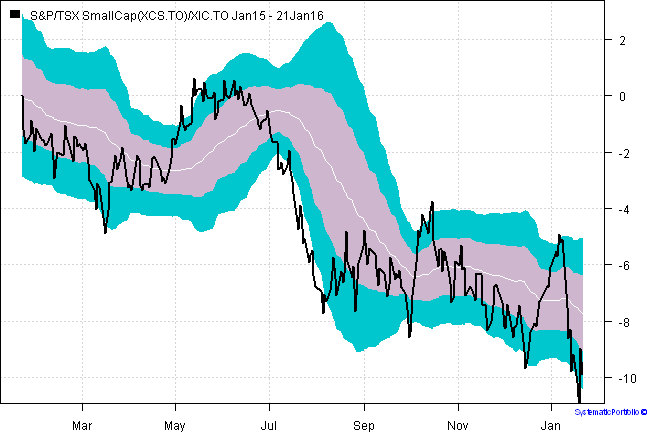 S&P/TSX SmallCap(XCS.TO)/XIC.TO Jan15 - 21Jan16
2
0
-2
-4
-6
-8
-10
Mar May Jul Sep Nov Jan
SystematicPortfolio ©